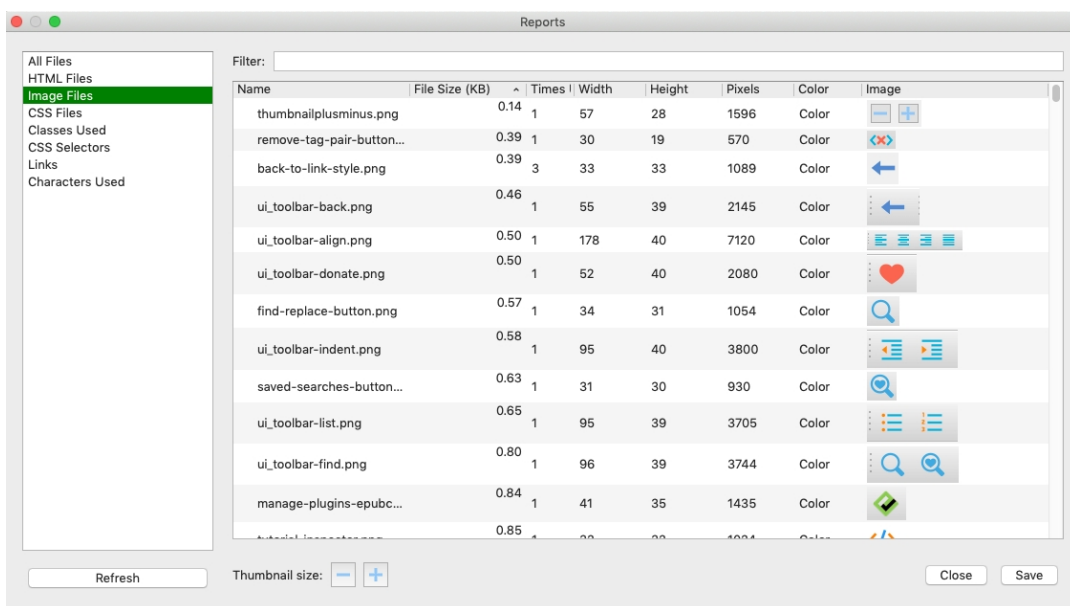 Reports
All Files
HTML Files
Image Files
CSS Files
Classes Used
CSS Selectors
Links
Characters Used
Refresh
Filter:
Name File Size (KB) Times Width Height Pixels Color Image
thumbnailplusminus.png 0.14 1 57 28 1596 Color
remove-tag-pair-button... 0.39 1 30 19 570 Color
back-to-link-style.png 0.39 3 33 33 1089 Color
ui_toolbar-back.png 0.46 1 55 39 2145 Color
ui_toolbar-align.png 0.50 1 178 40 7120 Color
ui_toolbar-donate.png 0.50 1 52 40 2080 Color
find-replace-button.png 0.57 1 34 31 1054 Color
ui_toolbar-indent.png 0.58 1 95 40 3800 Color
saved-searches-button... 0.63 1 31 30 930 Color
ui_toolbar-list.png 0.65 1 95 39 3705 Color
ui_toolbar-find.png 0.80 1 96 39 3744 Color
manage-plugins-epubc... 0.84 1 41 35 1435 Color
0.85
Thumbnail size:
Close Save